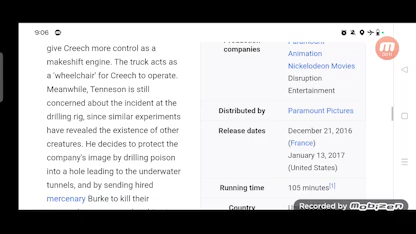 9:06
give Creech more control as a
makeshift engine. The truck acts as
a 'wheelchair' for Creech to operate.
Meanwhile, Tenneson is still
concerned about the incident at the
drilling rig, since similar experiments
have revealed the existence of other
creatures. He decides to protect the
company's image by drilling poison
into a hole leading to the underwater
tunnels, and by sending hired
mercenary Burke to kill their
companies
Paramount
Animation
Nickelodeon Movies
Disruption
Entertainment
Distributed by Paramount Pictures
Release dates December 21, 2016
(France)
January 13, 2017
(United States)
Running time 105 minutes[1]
Country
Recorded by Mobizen